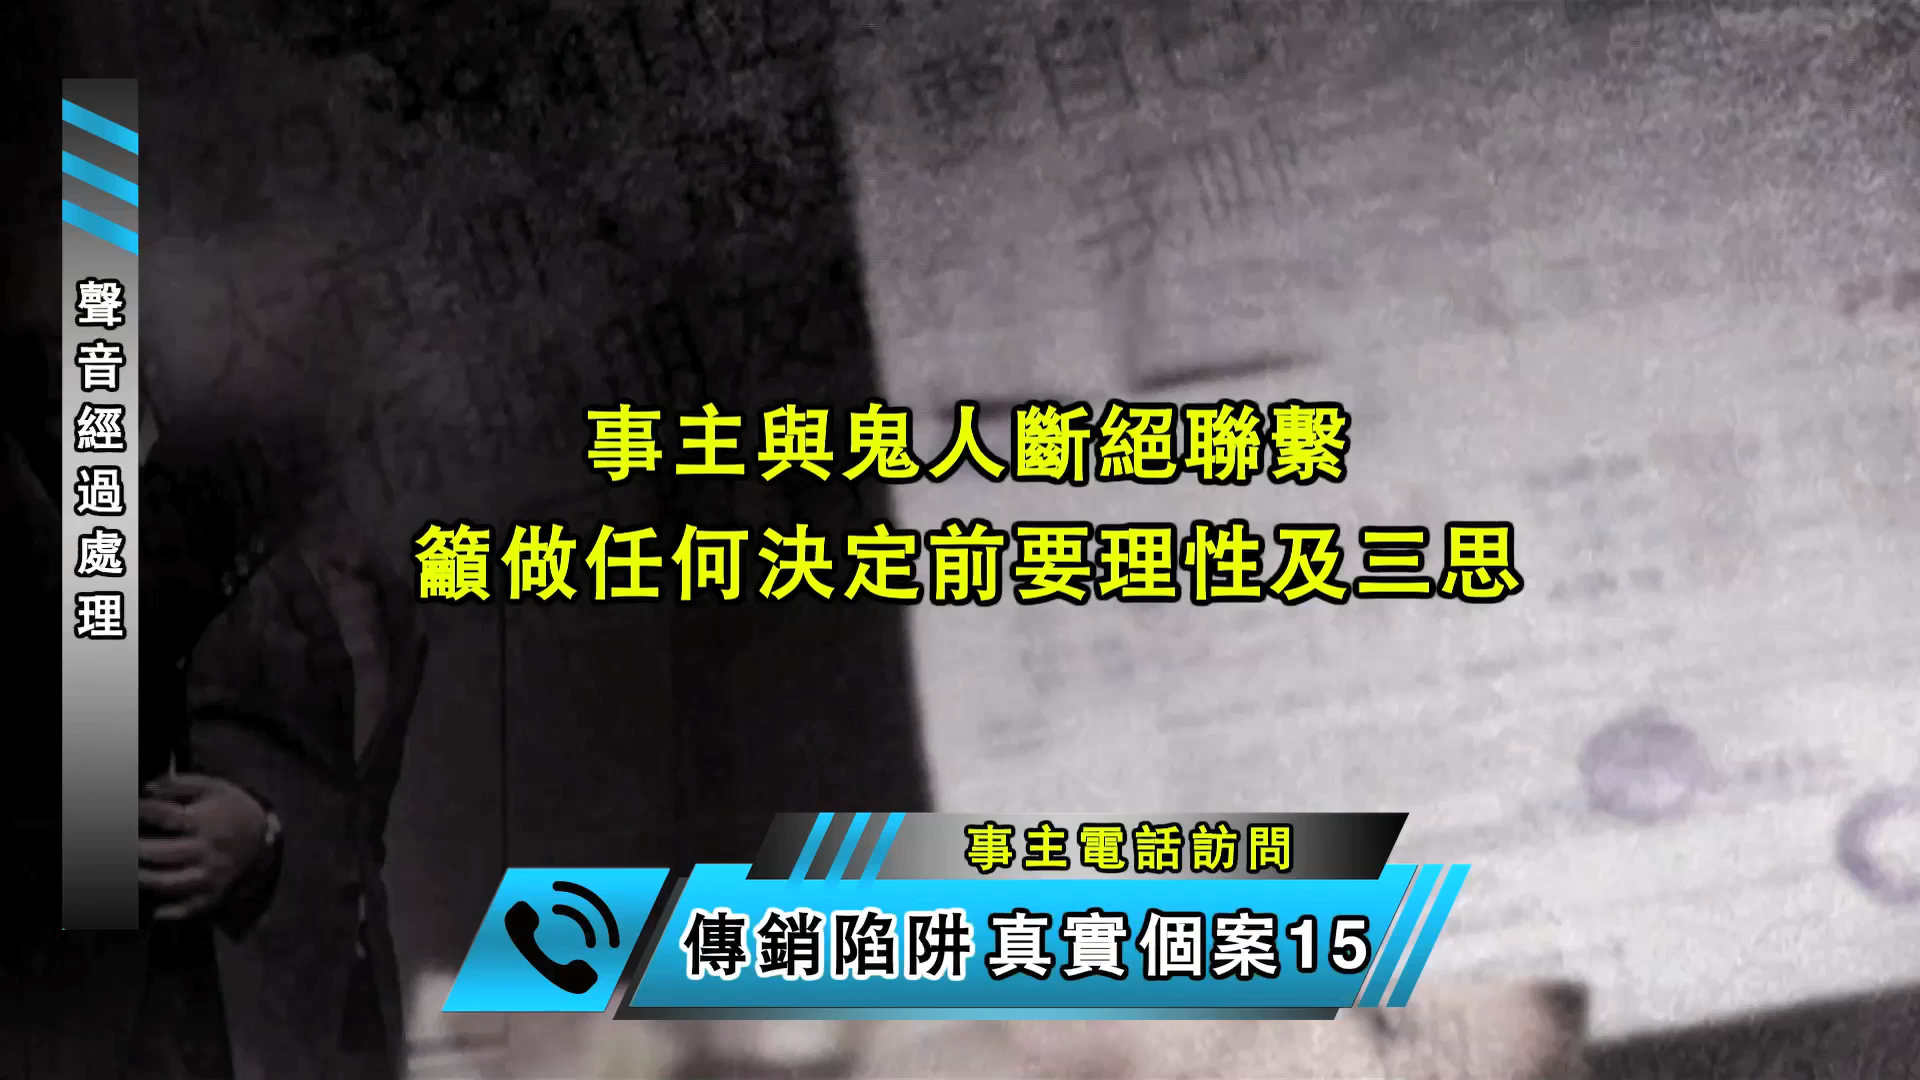 聲音經過處理
事主與鬼人斷絕聯繫
籲做任何決定前要理性及三思
事主電話訪問
傳銷陷阱真實個案15